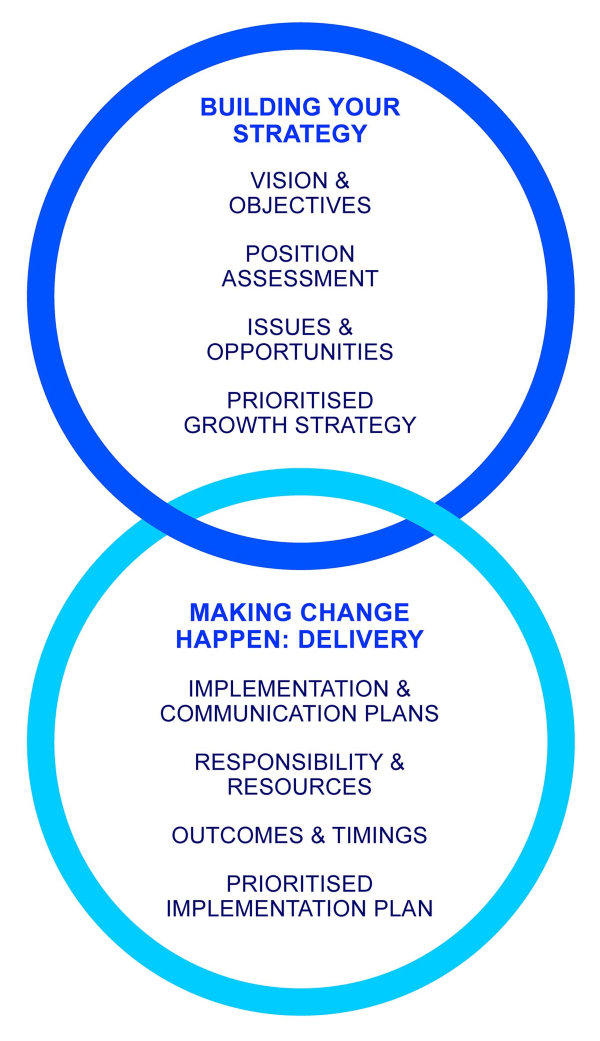 BUILDING YOUR
STRATEGY
VISION &
OBJECTIVES
POSITION
ASSESSMENT
ISSUES &
OPPORTUNITIES
PRIORITISED
GROWTH STRATEGY
MAKING CHANGE
HAPPEN: DELIVERY
IMPLEMENTATION &
COMMUNICATION PLANS
RESPONSIBILITY &
RESOURCES
OUTCOMES & TIMINGS
PRIORITISED
IMPLEMENTATION PLAN